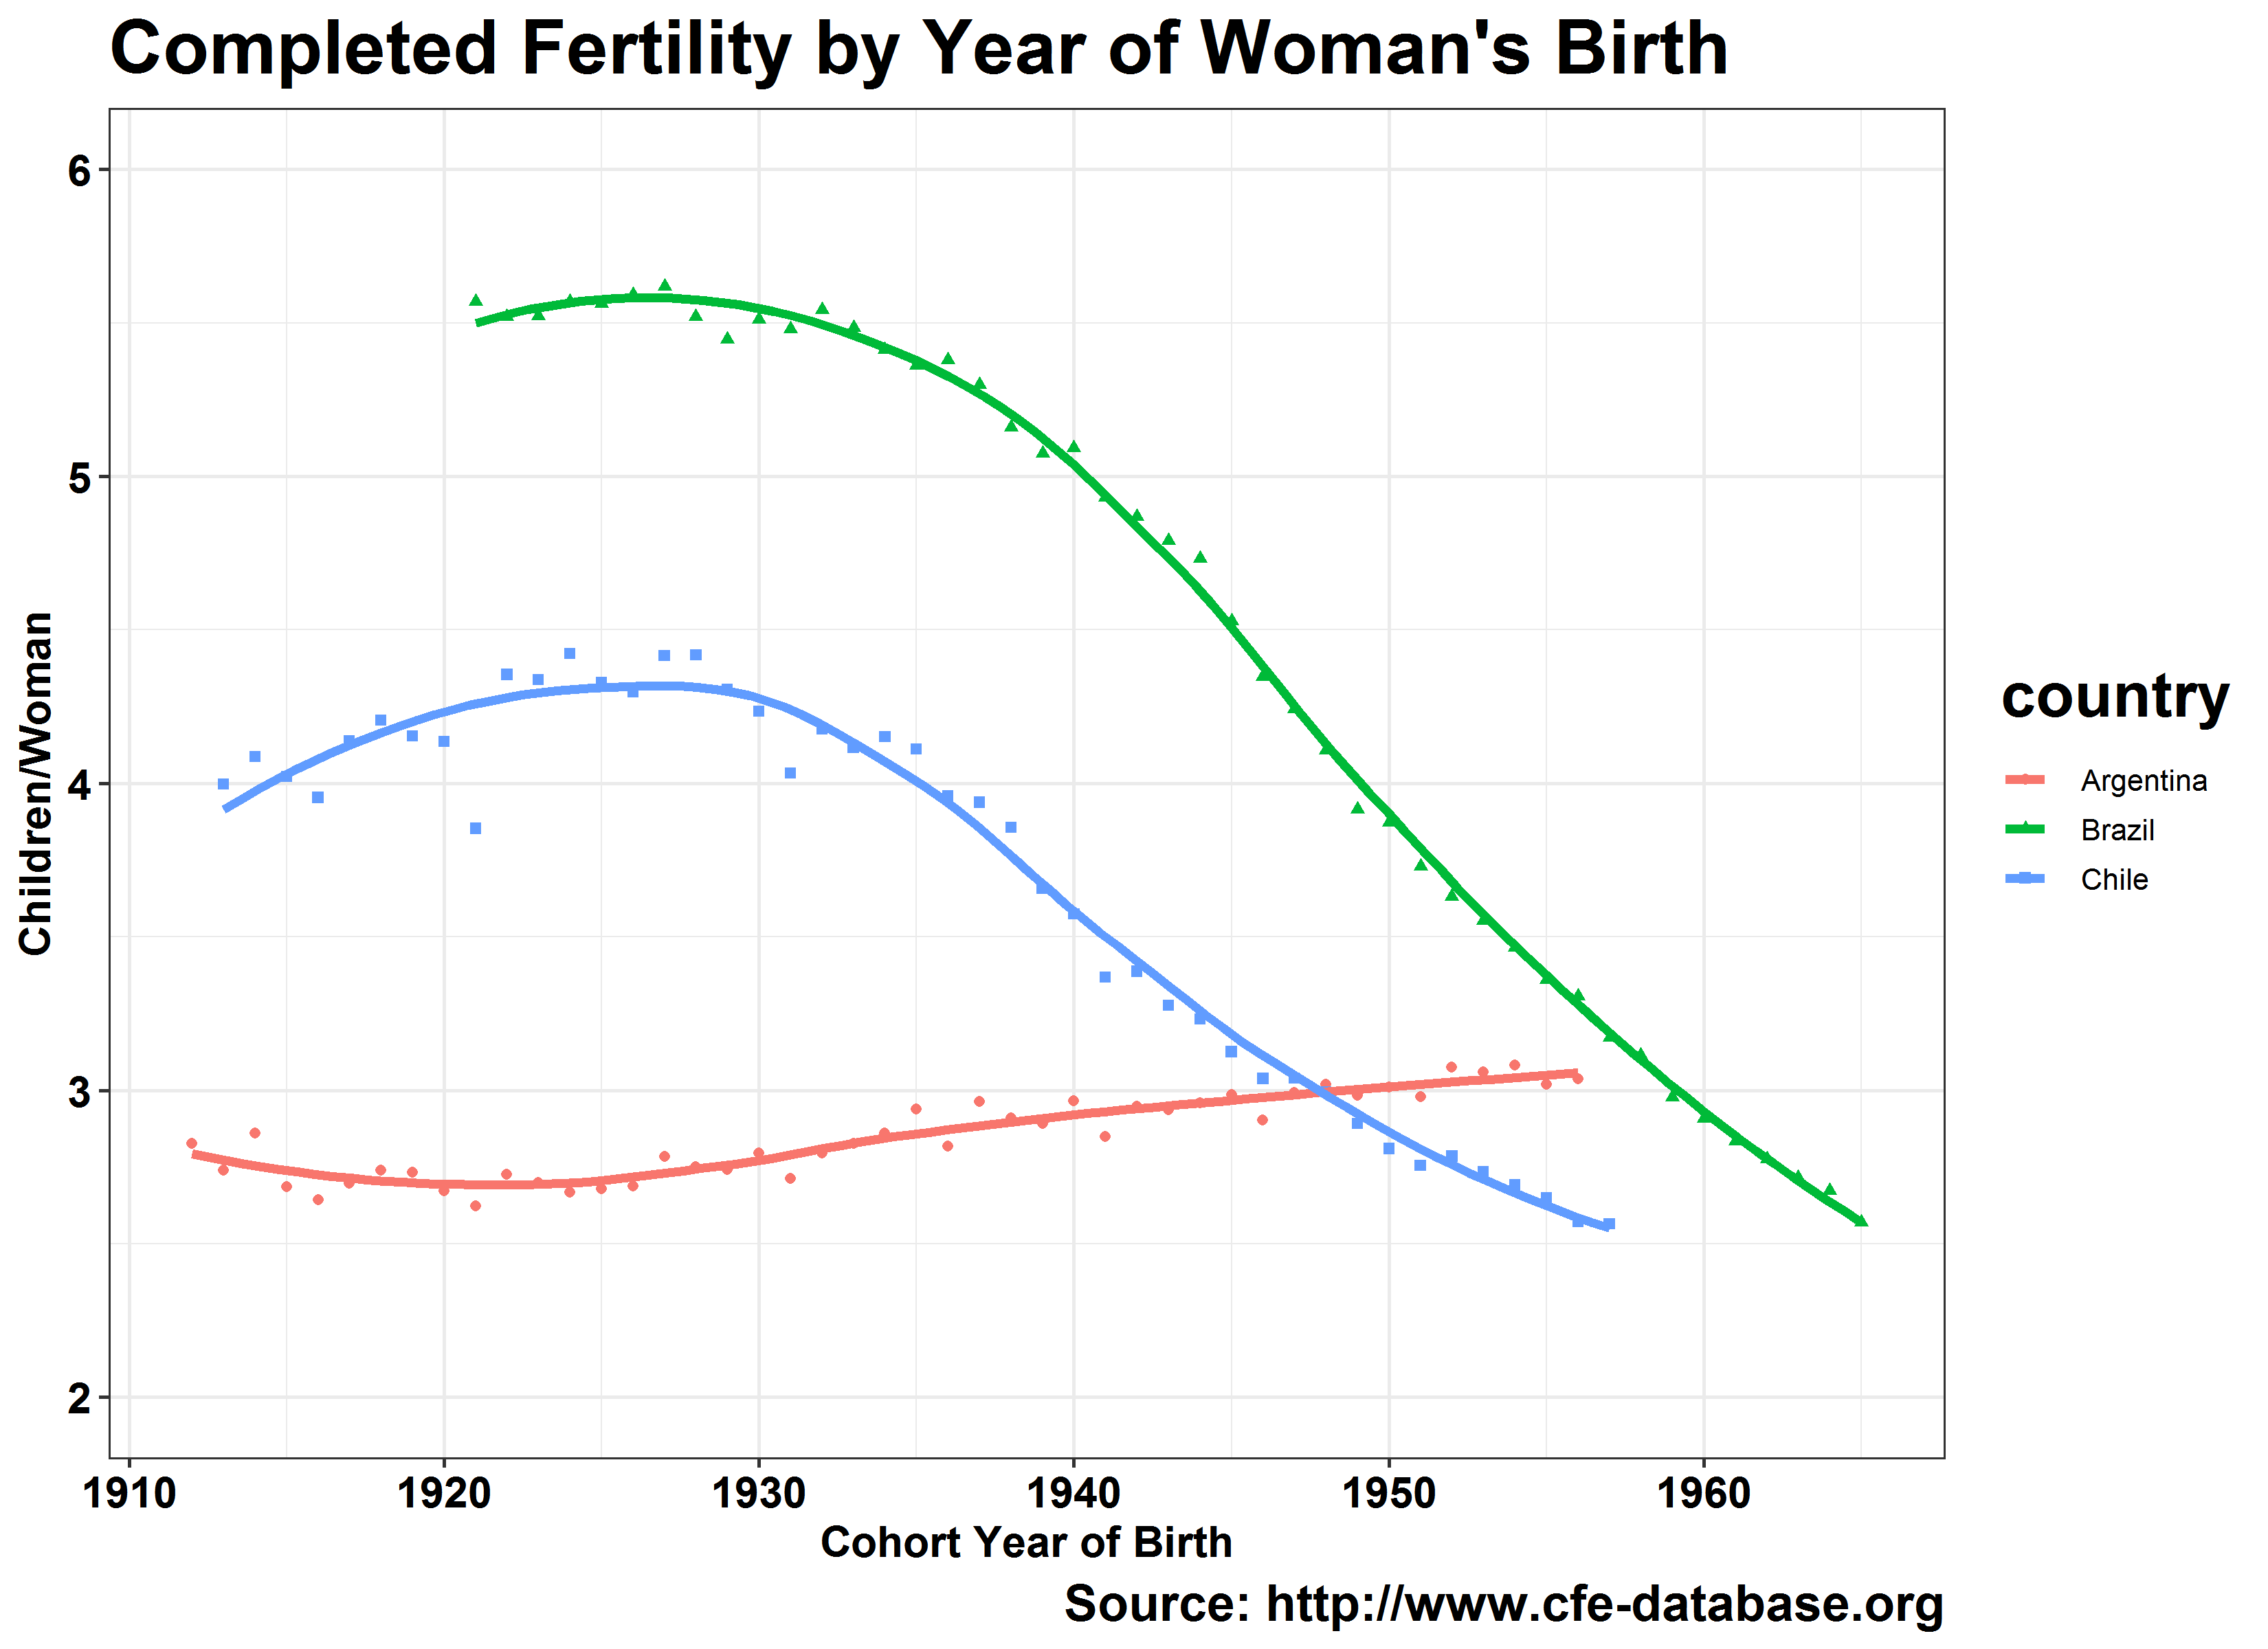 Completed Fertility by Year of Woman's Birth
Children/Woman
6
5
4
3
2
1910 1920 1930 1940 1950 1960
Cohort Year of Birth
country
Argentina
Brazil
Chile
Source: http://www.cfe-database.org